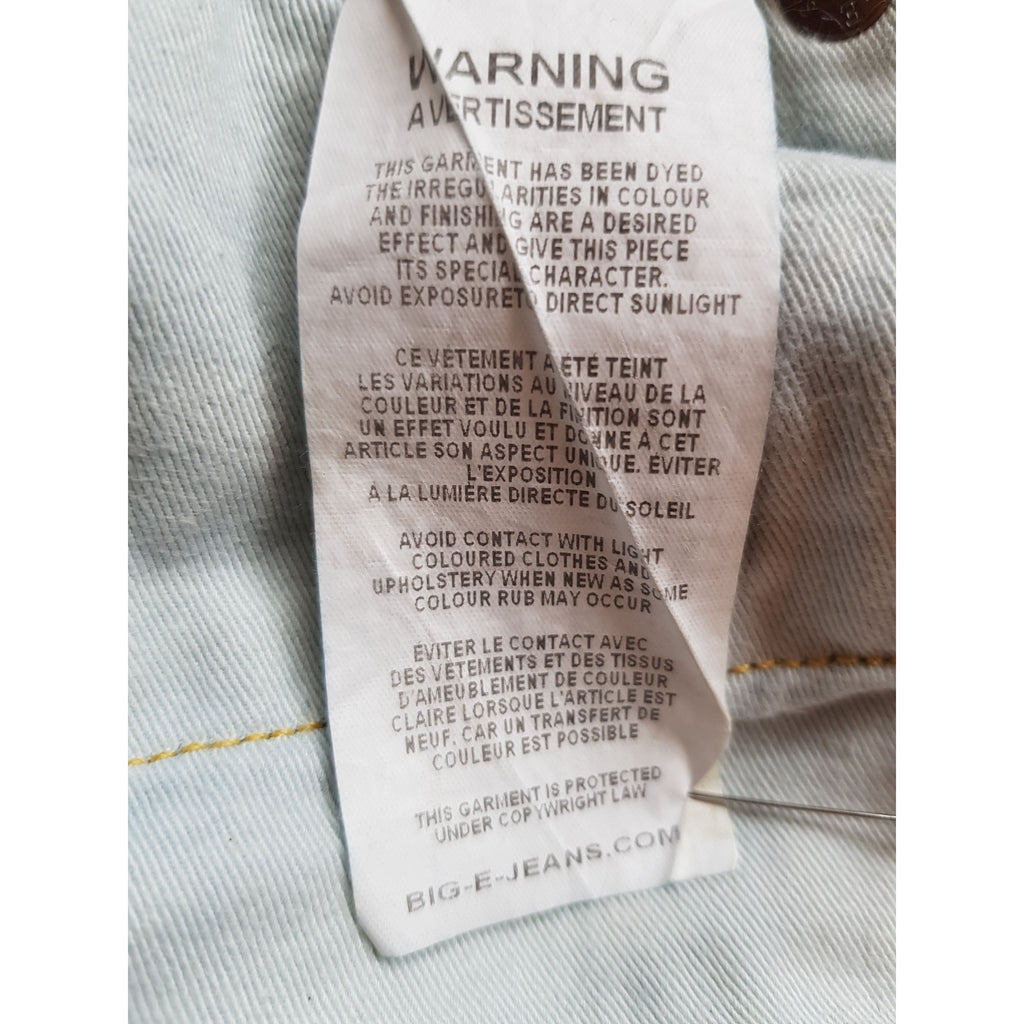 WARNING
AVERTISSEMENT
THIS GARMENT HAS BEEN DYED
THE IRREGULARITIES IN COLOUR
AND FINISHING ARE A DESIRED
EFFECT AND GIVE THIS PIECE
ITS SPECIAL CHARACTER.
AVOID EXPOSURETO DIRECT SUNLIGHT
CE VÊTEMENT A ÉTÉ TEINT
LES VARIATIONS AU NIVEAU DE LA
COULEUR ET DE LA FINITION SONT
UN EFFET VOULU ET DONNE À CET
ARTICLE SON ASPECT UNIQUE. ÉVITER
L'EXPOSITION
À LA LUMIÈRE DIRECTE DU SOLEIL
AVOID CONTACT WITH LIGHT
COLOURED CLOTHES AND
UPHOLSTERY WHEN NEW AS SOME
COLOUR RUB MAY OCCUR
ÉVITER LE CONTACT AVEC
DES VÊTEMENTS ET DES TISSUS
D'AMEUBLEMENT DE COULEUR
CLAIRE LORSQUE L'ARTICLE EST
NEUF. CAR UN TRANSFERT DE
COULEUR EST POSSIBLE
THIS GARMENT IS PROTECTED
UNDER COPYWRIGHT LAW
BIG-E-JEANS.COM